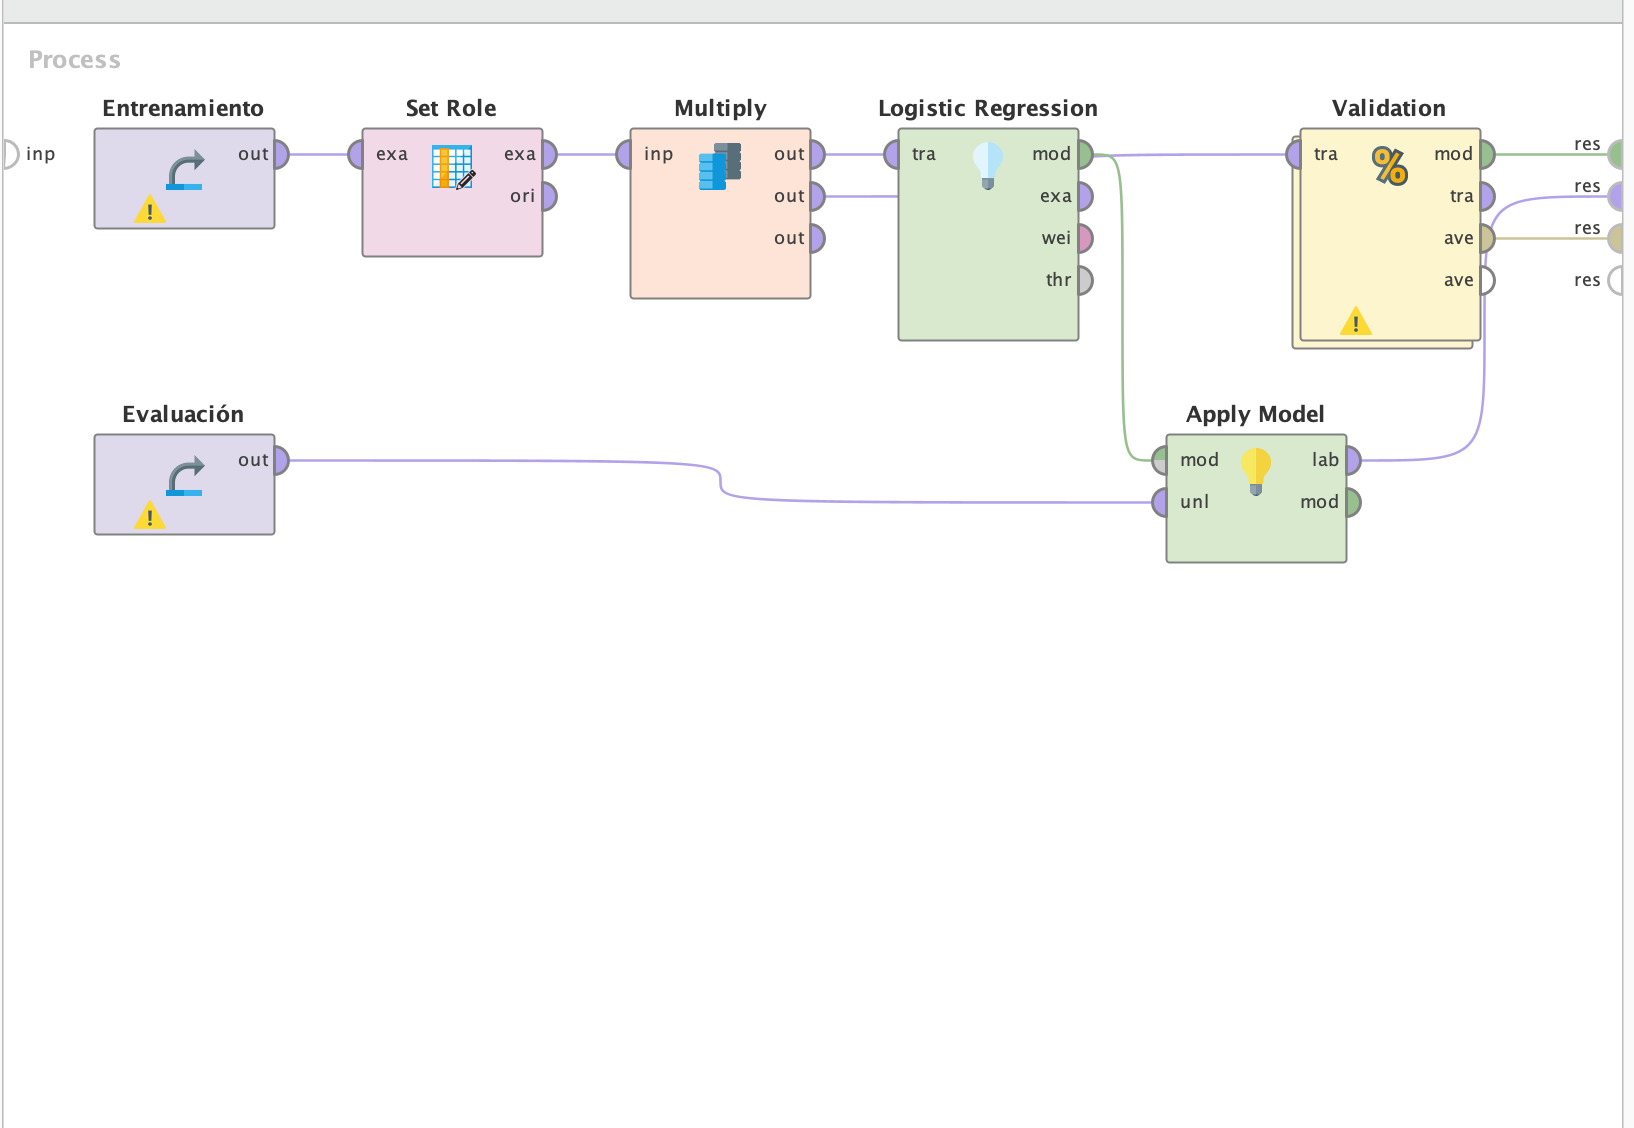 Process
inp
Entrenamiento
out
Set Role
exa exa
ori
Multiply
inp out
out
out
Logistic Regression
tra mod
exa
wei
thr
Validation
tra mod
tra
ave
ave
res
res
res
res
Evaluación
out
Apply Model
mod lab
unl mod